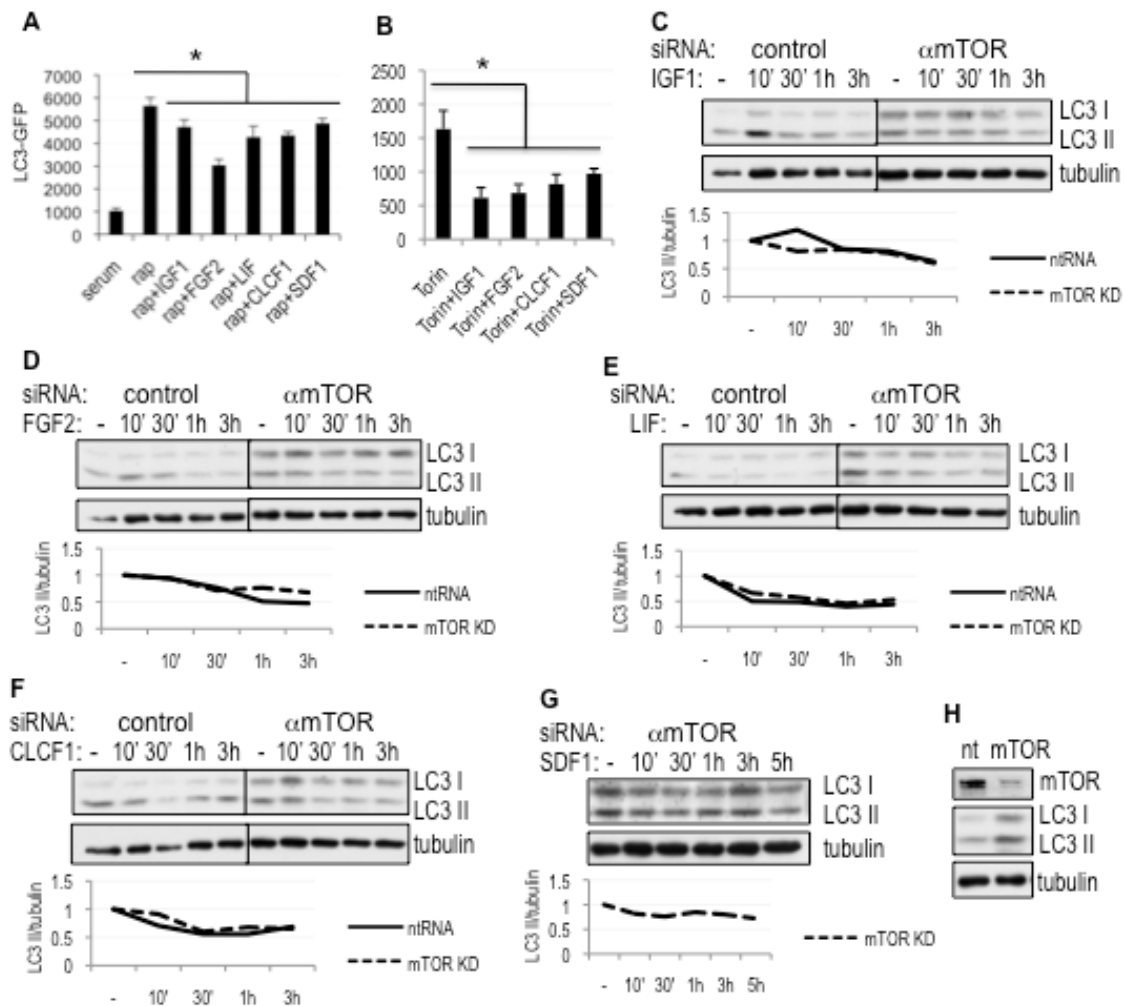 A
*
LC3-GFP
7000
6000
5000
4000
3000
2000
1000
0
serum
rap
rap+IGF1
rap+FGF2
rap+LIF
rap+CLCF1
rap+SDF1
B
*
2500
2000
1500
1000
500
0
Torin
Torin+IGF1
Torin+FGF2
Torin+CLCF1
Torin+SDF1
C
siRNA: control αmTOR
IGF1: - 10' 30' 1h 3h - 10' 30' 1h 3h
LC3 I
LC3 II
tubulin
LC3 II/tubulin
1.5
1
0.5
0
- 10' 30' 1h 3h
ntRNA
mTOR KD
D
siRNA: control αmTOR
FGF2: - 10' 30' 1h 3h - 10' 30' 1h 3h
LC3 I
LC3 II
tubulin
LC3 II/tubulin
1.5
1
0.5
0
- 10' 30' 1h 3h
ntRNA
mTOR KD
E
siRNA: control αmTOR
LIF: - 10' 30' 1h 3h - 10' 30' 1h 3h
LC3 I
LC3 II
tubulin
LC3 II/tubulin
1.5
1
0.5
0
- 10' 30' 1h 3h
ntRNA
mTOR KD
F
siRNA: control αmTOR
CLCF1: - 10' 30' 1h 3h - 10' 30' 1h 3h
LC3 I
LC3 II
tubulin
LC3 II/tubulin
1.5
1
0.5
0
- 10' 30' 1h 3h
ntRNA
mTOR KD
G
siRNA: αmTOR
SDF1: - 10' 30' 1h 3h 5h
LC3 I
LC3 II
tubulin
LC3 II/tubulin
1.5
1
0.5
0
- 10' 30' 1h 3h 5h
mTOR KD
H
nt mTOR
mTOR
LC3 I
LC3 II
tubulin